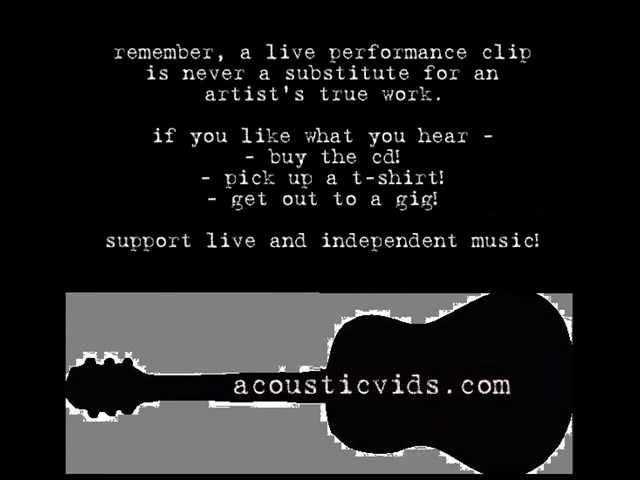 remember, a live performance clip
is never a substitute for an
artist's true work.
if you like what you hear -
- buy the cd!
- pick up a t-shirt!
- get out to a gig!
support live and independent music!
acousticvids.com